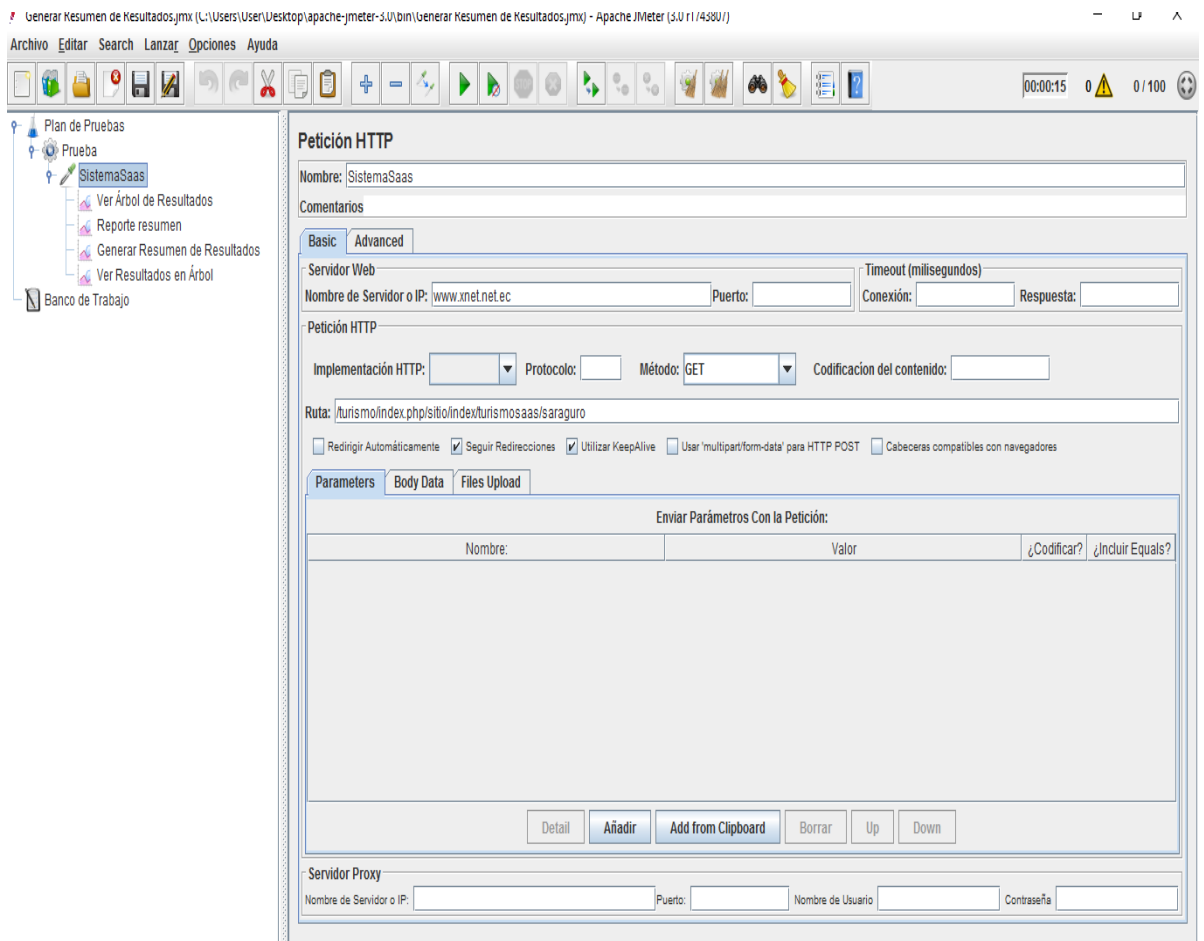 Generar Resumen de Resultados.jmx (C:\Users\User\Desktop\apache-jmeter-3.0\bin\Generar Resumen de Resultados.jmx) - Apache JMeter (3.0 r1743807)
Archivo Editar Search Lanzar Opciones Ayuda
00:00:15 0 0 / 100
Plan de Pruebas
Prueba
SistemaSaas
Ver Árbol de Resultados
Reporte resumen
Generar Resumen de Resultados
Ver Resultados en Árbol
Banco de Trabajo
Petición HTTP
Nombre: SistemaSaas
Comentarios
Basic Advanced
Servidor Web Timeout (milisegundos)
Nombre de Servidor o IP: www.xnet.net.ec Puerto: Conexión: Respuesta:
Petición HTTP
Implementación HTTP: Protocolo: Método: GET Codificacíon del contenido:
Ruta: /turismo/index.php/sitio/index/turismosaas/saraguro
Redirigir Automáticamente Seguir Redirecciones Utilizar KeepAlive Usar 'multipart/form-data' para HTTP POST Cabeceras compatibles con navegadores
Parameters Body Data Files Upload
Enviar Parámetros Con la Petición:
Nombre: Valor ¿Codificar? ¿Incluir Equals?
Detail Añadir Add from Clipboard Borrar Up Down
Servidor Proxy
Nombre de Servidor o IP: Puerto: Nombre de Usuario Contraseña